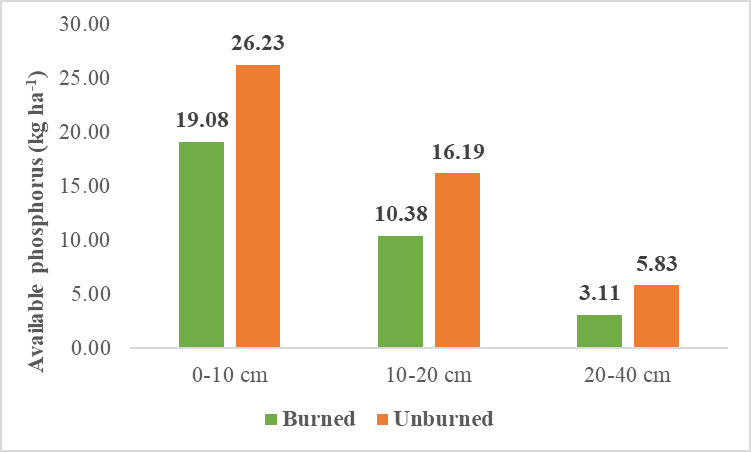 Available phosphorus (kg ha⁻¹)
30.00
25.00
20.00
15.00
10.00
5.00
0.00
19.08
26.23
10.38
16.19
3.11
5.83
0-10 cm
10-20 cm
20-40 cm
Burned
Unburned